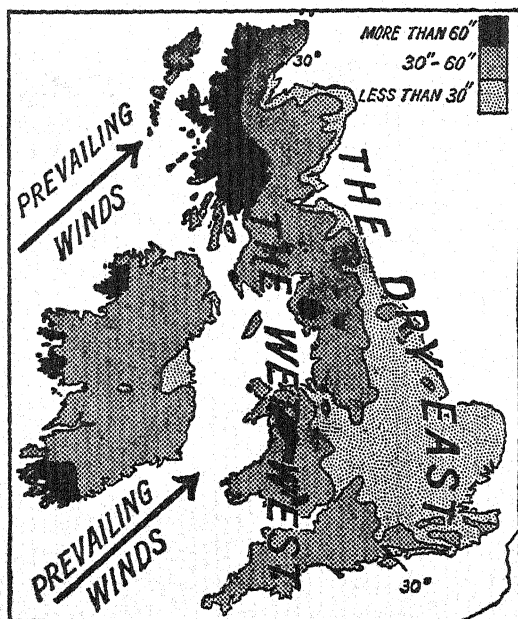 MORE THAN 60"
30"-60"
LESS THAN 30"
30"
PREVAILING
WINDS
THE DRY EAST
THE WET WEST
PREVAILING
WINDS
30"